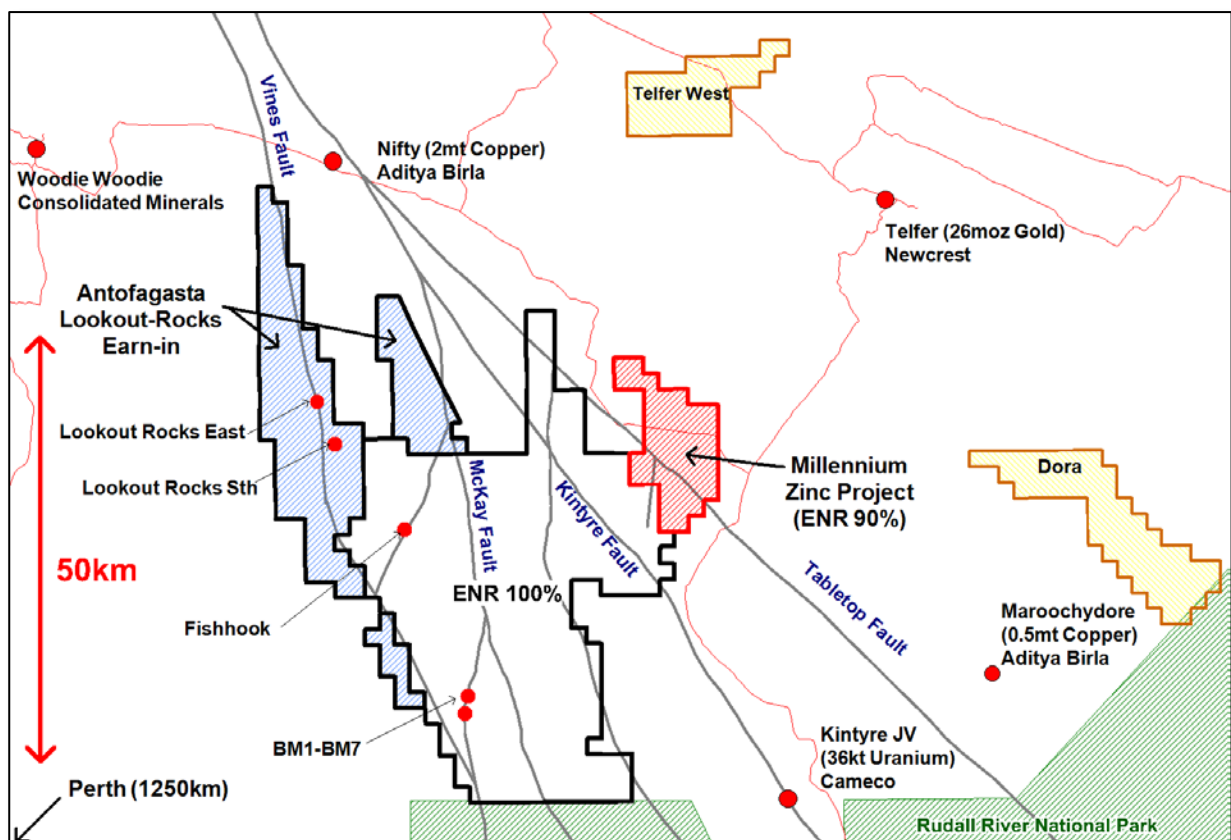 Vines Fault
Telfer West
Nifty (2mt Copper)
Aditya Birla
Woodie Woodie
Consolidated Minerals
Telfer (26moz Gold)
Newcrest
Antofagasta
Lookout-Rocks
Earn-in
Lookout Rocks East
Lookout Rocks Sth
McKay Fault
Kintyre Fault
Millennium
Zinc Project
(ENR 90%)
Dora
50km
ENR 100%
Tabletop Fault
Fishhook
Maroochydore
(0.5mt Copper)
Aditya Birla
BM1-BM7
Kintyre JV
(36kt Uranium)
Cameco
Perth (1250km)
Rudall River National Park